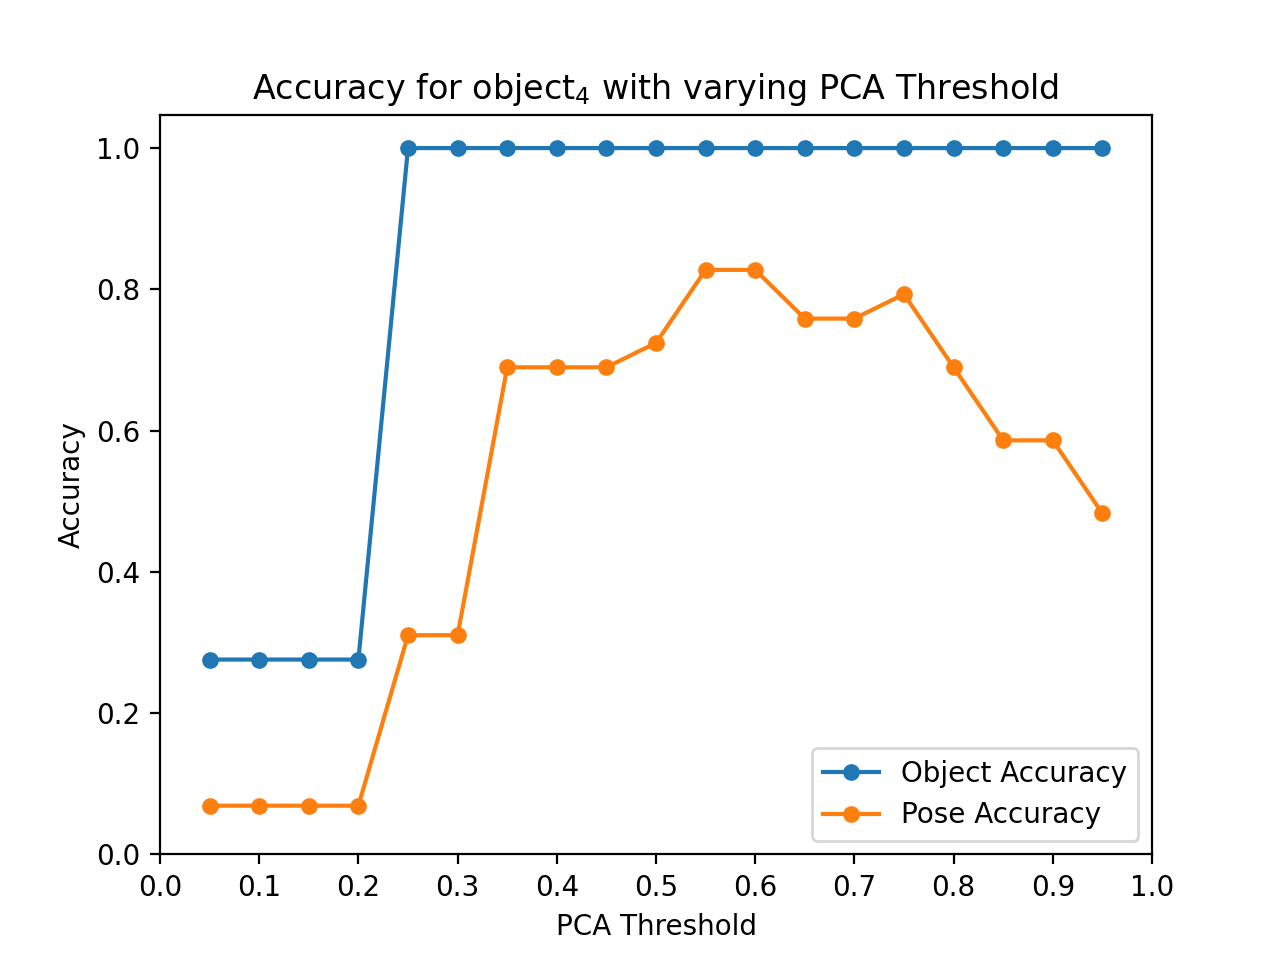 Accuracy for object₄ with varying PCA Threshold
1.0
0.8
0.6
0.4
0.2
0.0
Accuracy
Object Accuracy
Pose Accuracy
0.0 0.1 0.2 0.3 0.4 0.5 0.6 0.7 0.8 0.9 1.0
PCA Threshold